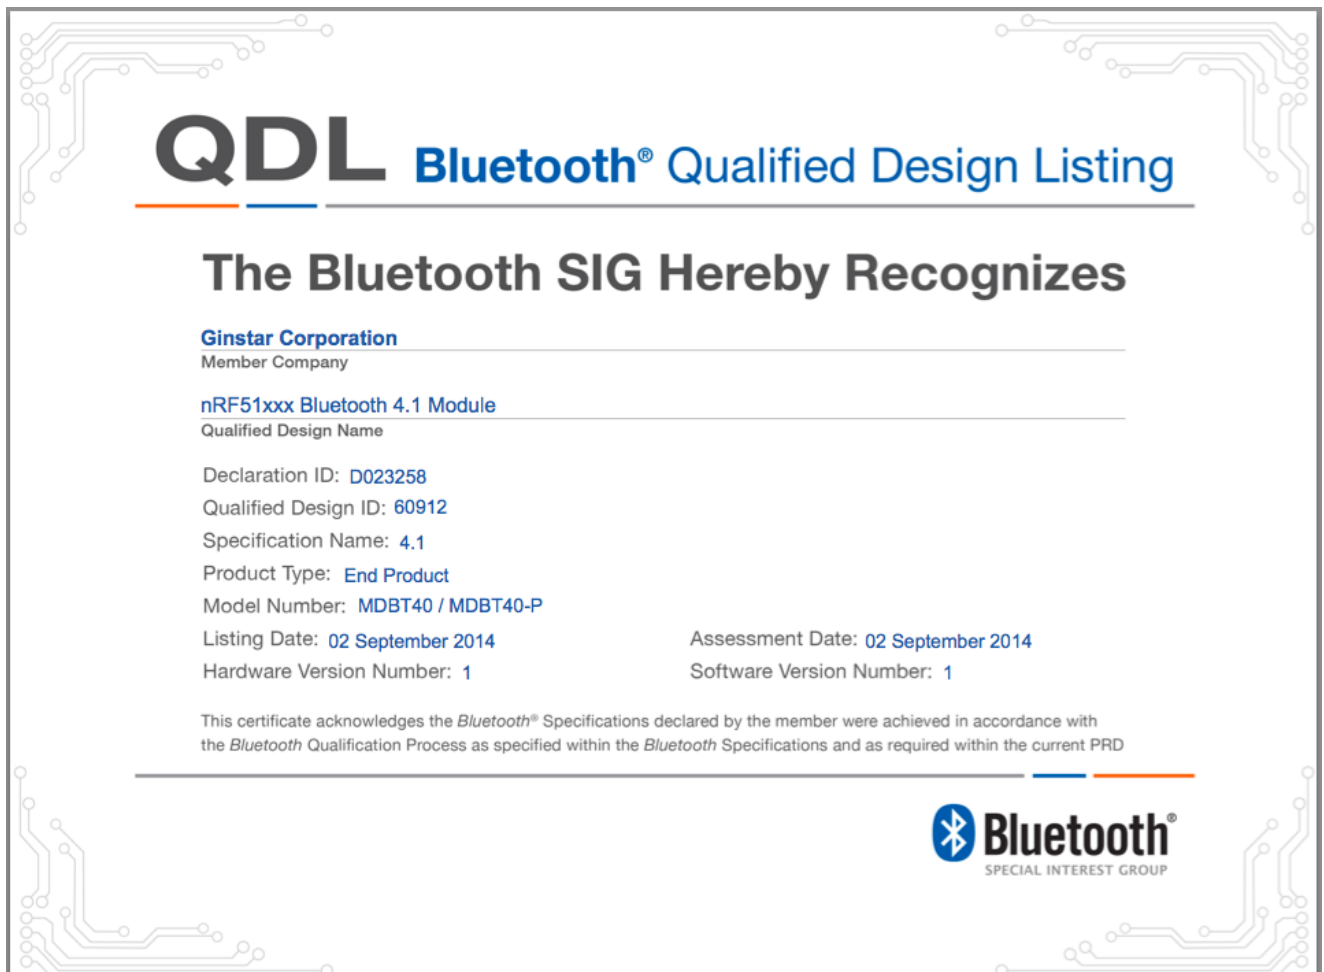 QDL Bluetooth® Qualified Design Listing
The Bluetooth SIG Hereby Recognizes
Ginstar Corporation
Member Company
nRF51xxx Bluetooth 4.1 Module
Qualified Design Name
Declaration ID: D023258
Qualified Design ID: 60912
Specification Name: 4.1
Product Type: End Product
Model Number: MDBT40 / MDBT40-P
Listing Date: 02 September 2014 Assessment Date: 02 September 2014
Hardware Version Number: 1 Software Version Number: 1
This certificate acknowledges the Bluetooth® Specifications declared by the member were achieved in accordance with
the Bluetooth Qualification Process as specified within the Bluetooth Specifications and as required within the current PRD
Bluetooth®
SPECIAL INTEREST GROUP